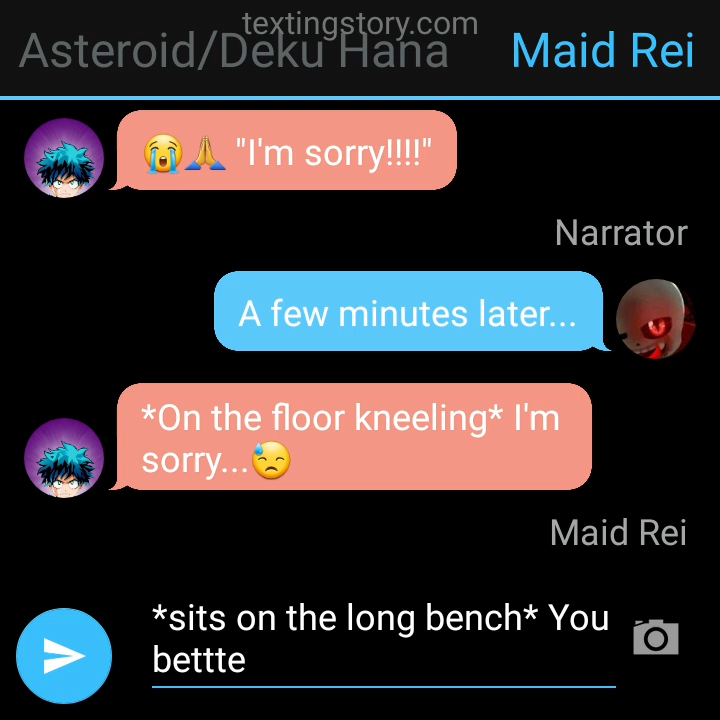 textingstory.com
Asteroid/Deku Hana Maid Rei
😭🙏 "I'm sorry!!!!"
Narrator
A few minutes later...
*On the floor kneeling* I'm
sorry...😓
Maid Rei
*sits on the long bench* You
bettte